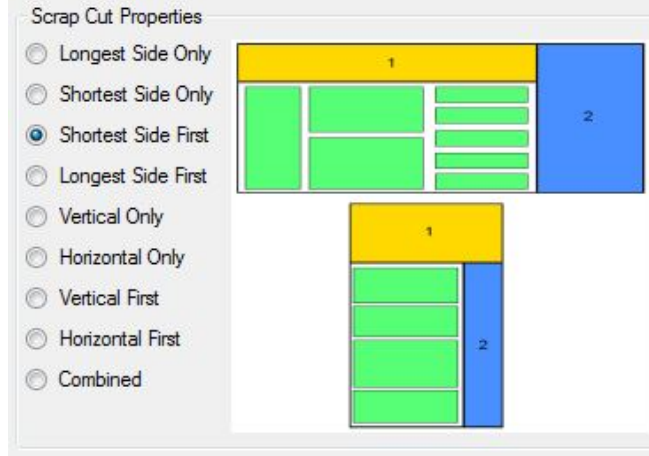 Scrap Cut Properties
Longest Side Only
Shortest Side Only
Shortest Side First
Longest Side First
Vertical Only
Horizontal Only
Vertical First
Horizontal First
Combined
1
2
1
2